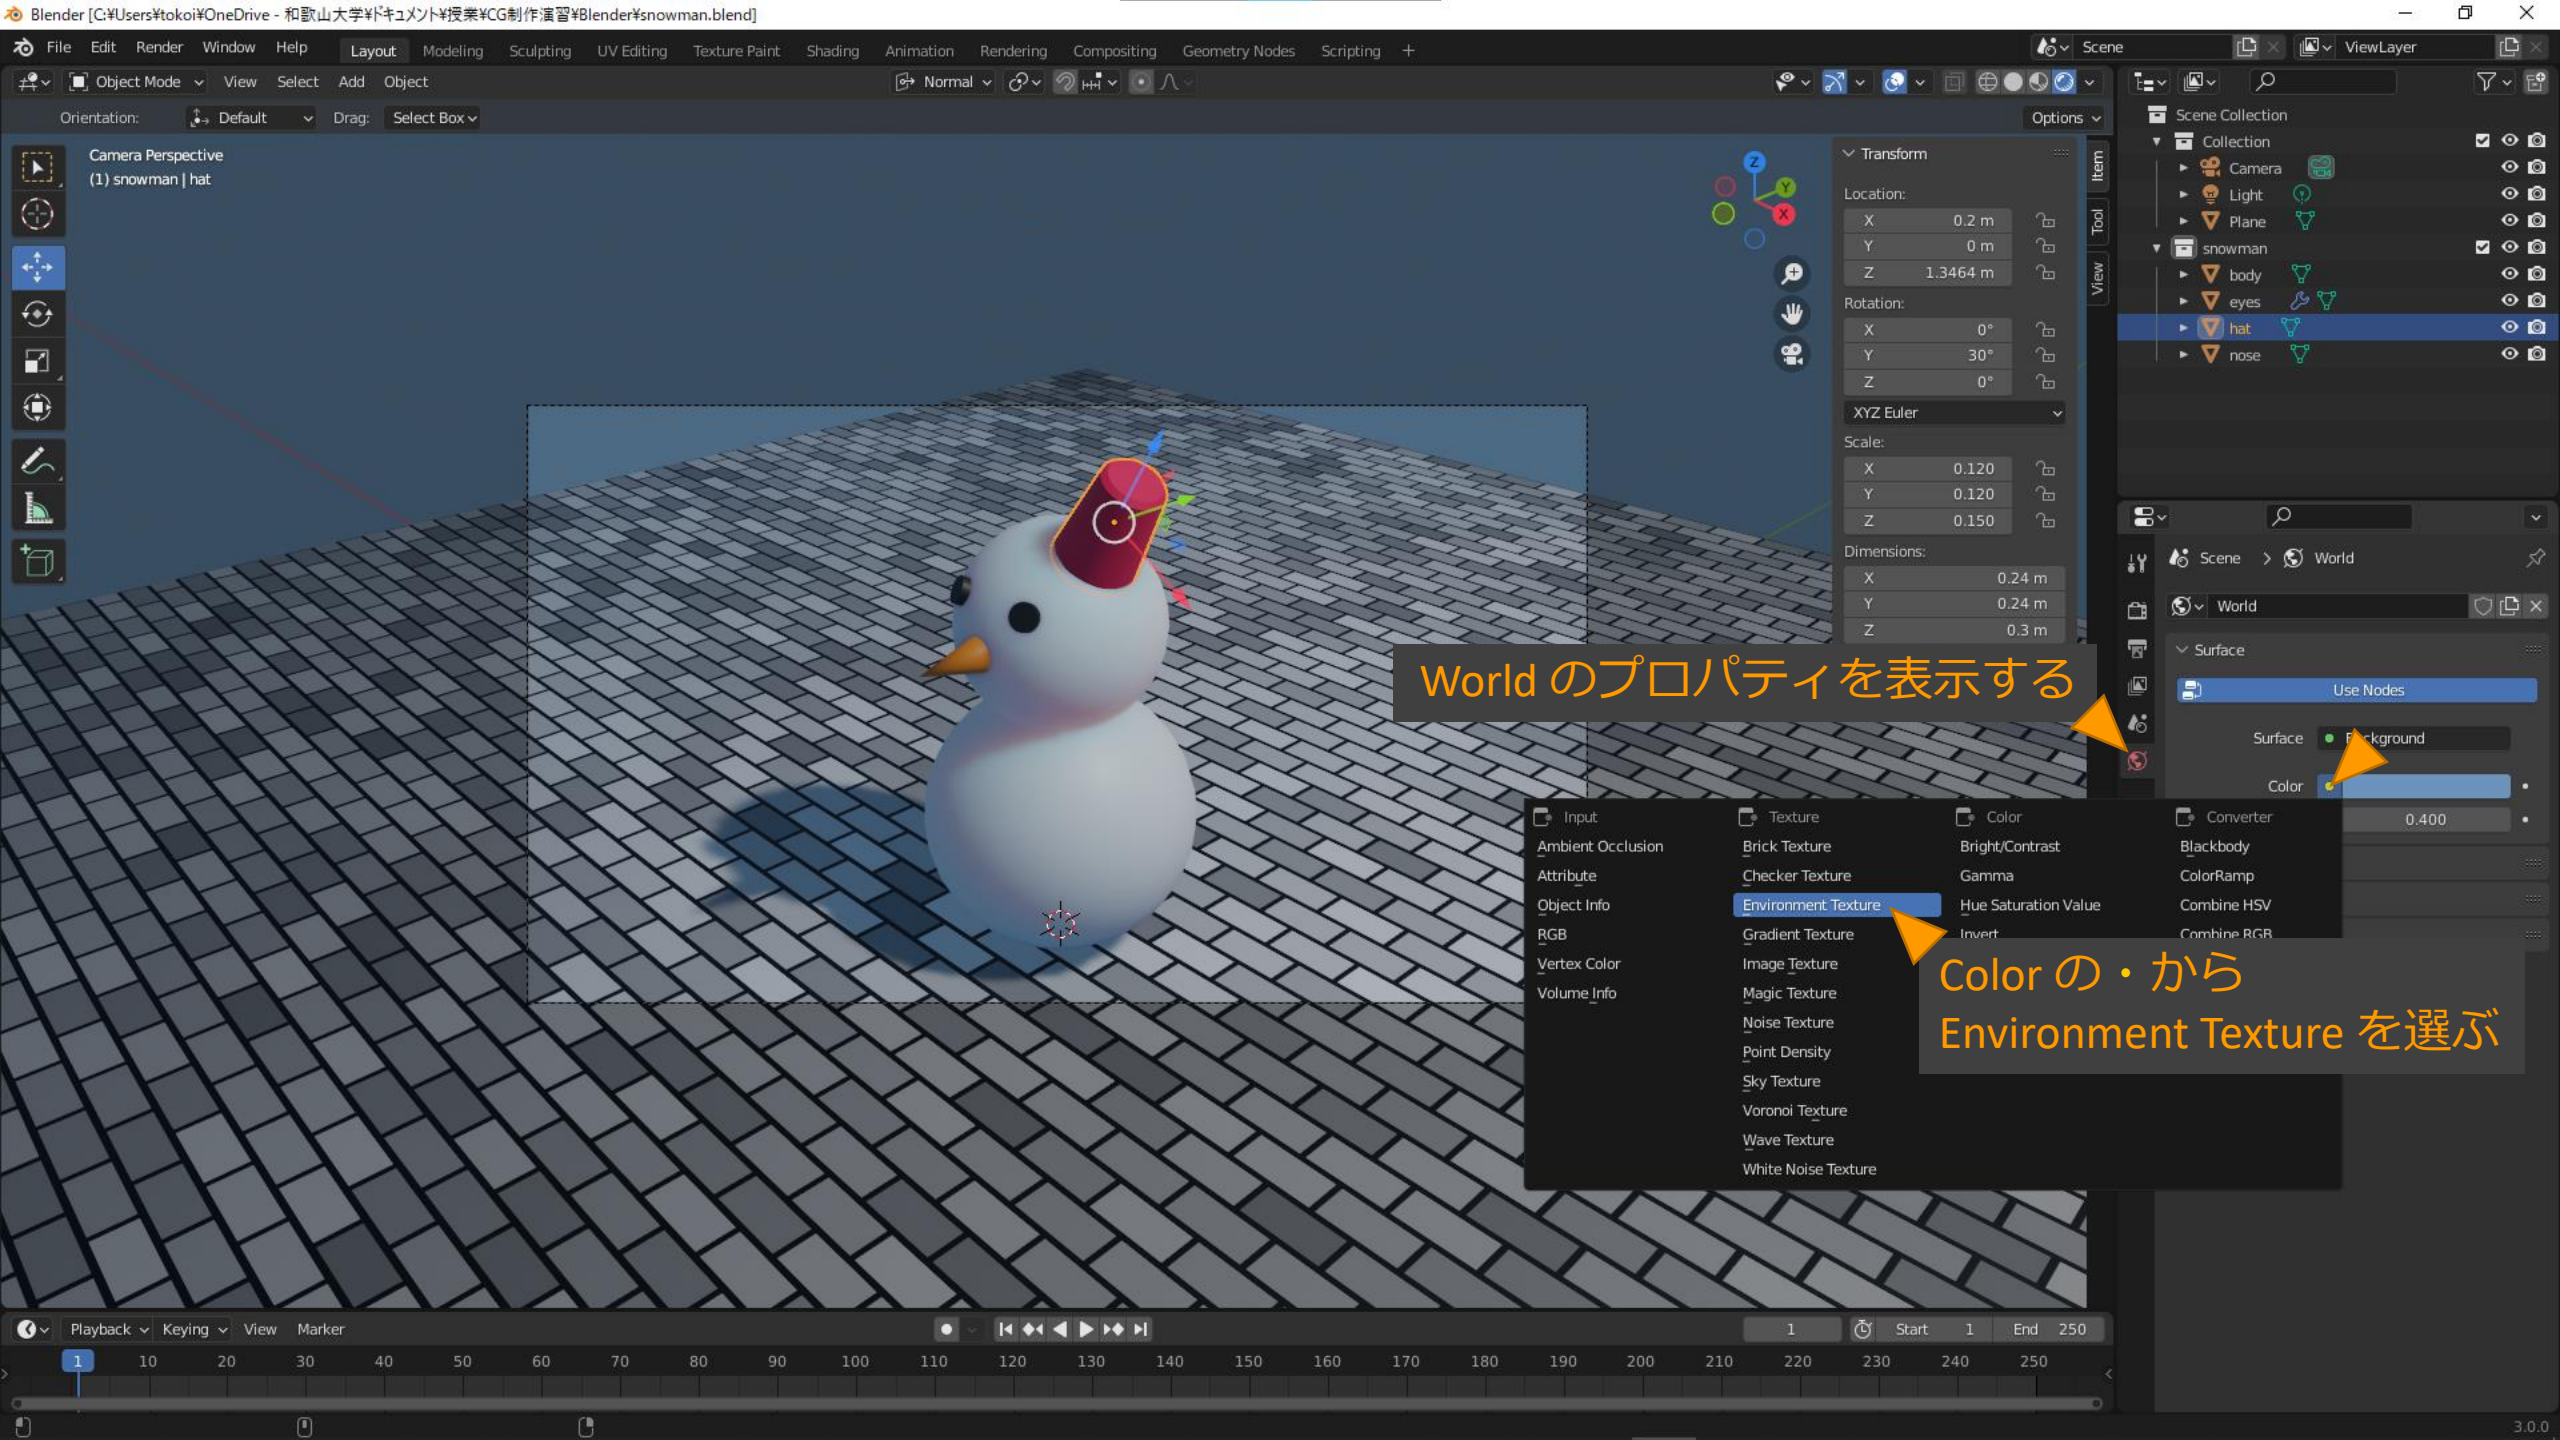 Blender [C:¥Users¥tokoi¥OneDrive - 和歌山大学¥ドキュメント¥授業¥CG制作演習¥Blender¥snowman.blend]
File Edit Render Window Help Layout Modeling Sculpting UV Editing Texture Paint Shading Animation Rendering Compositing Geometry Nodes Scripting + Scene ViewLayer
Object Mode View Select Add Object Normal
Orientation: Default Drag: Select Box Options
Camera Perspective
(1) snowman | hat
Z
Y
X
Transform
Location:
X 0.2 m
Y 0 m
Z 1.3464 m
Rotation:
X 0°
Y 30°
Z 0°
XYZ Euler
Scale:
X 0.120
Y 0.120
Z 0.150
Dimensions:
X 0.24 m
Y 0.24 m
Z 0.3 m
Item
Tool
View
Scene Collection
Collection
Camera
Light
Plane
snowman
body
eyes
hat
nose
Scene > World
World
Surface
Use Nodes
Surface
Color
0.400
World のプロパティを表示する
Input
Ambient Occlusion
Attribute
Object Info
RGB
Vertex Color
Volume Info
Texture
Brick Texture
Checker Texture
Environment Texture
Gradient Texture
Image Texture
Magic Texture
Noise Texture
Point Density
Sky Texture
Voronoi Texture
Wave Texture
White Noise Texture
Color
Bright/Contrast
Gamma
Hue Saturation Value
Invert
Converter
Blackbody
ColorRamp
Combine HSV
Combine RGB
Color の・から
Environment Texture を選ぶ
Playback Keying View Marker 1 Start 1 End 250
1 10 20 30 40 50 60 70 80 90 100 110 120 130 140 150 160 170 180 190 200 210 220 230 240 250
3.0.0